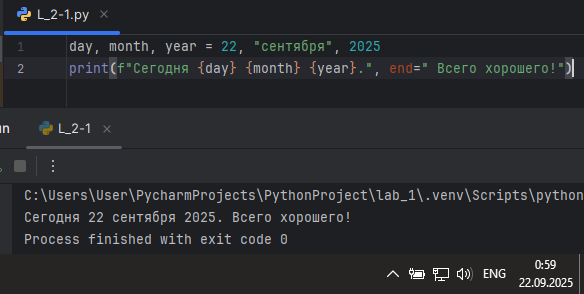 L_2-1.py ×
1 day, month, year = 22, "сентября", 2025
2 print(f"Сегодня {day} {month} {year}.", end=" Всего хорошего!")
un L_2-1 ×
C:\Users\User\PycharmProjects\PythonProject\lab_1\.venv\Scripts\python
Сегодня 22 сентября 2025. Всего хорошего!
Process finished with exit code 0
ENG 0:59
22.09.2025